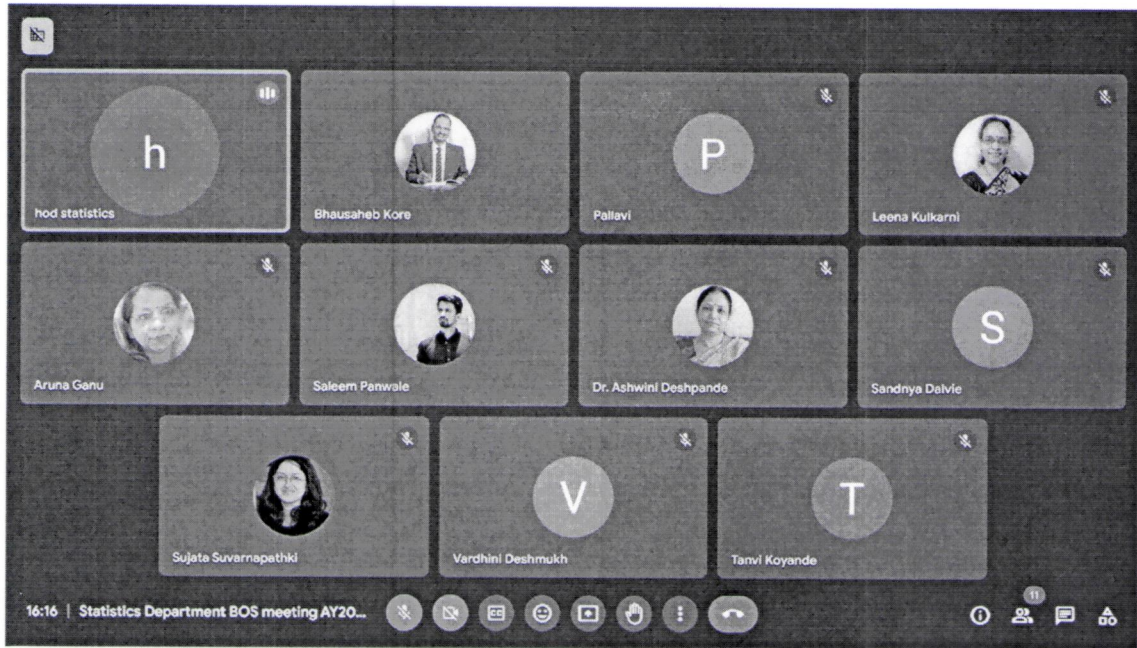 h
hod statistics
Bhausaheb Kore
P
Pallavi
Leena Kulkarni
Aruna Ganu
Saleem Panwale
Dr. Ashwini Deshpande
S
Sandnya Dalvie
Sujata Suvarnapathki
V
Vardhini Deshmukh
T
Tanvi Koyande
16:16 | Statistics Department BOS meeting AY20...
CC
11